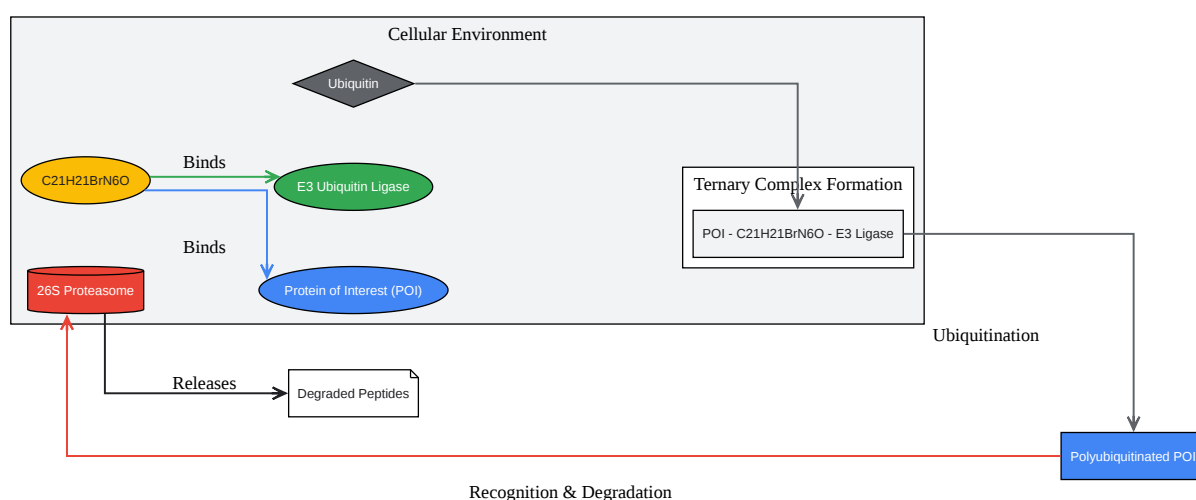 Cellular Environment
Ubiquitin
C21H21BrN6O
Binds
E3 Ubiquitin Ligase
Ternary Complex Formation
POI - C21H21BrN6O - E3 Ligase
Binds
26S Proteasome
Protein of Interest (POI)
Ubiquitination
Releases
Degraded Peptides
Polyubiquitinated POI
Recognition & Degradation